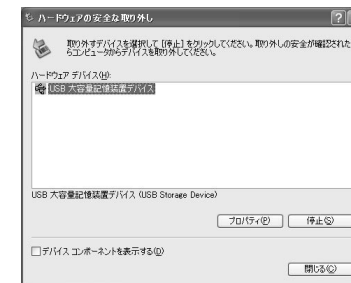 ハードウェアの安全な取り外し
取り外すデバイスを選択して [停止] をクリックしてください。取り外しの安全が確認された
らコンピュータからデバイスを取り外してください。
ハードウェア デバイス(H):
USB 大容量記憶装置デバイス
USB 大容量記憶装置デバイス (USB Storage Device)
プロパティ(P)
停止(S)
デバイス コンポーネントを表示する(D)
閉じる(C)